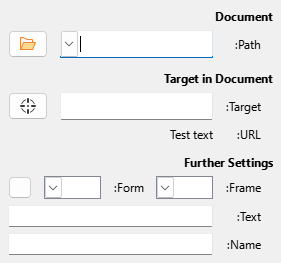 Document
Path:
Target in Document
Target:
URL: Test text
Further Settings
Frame: Form:
Text:
Name: